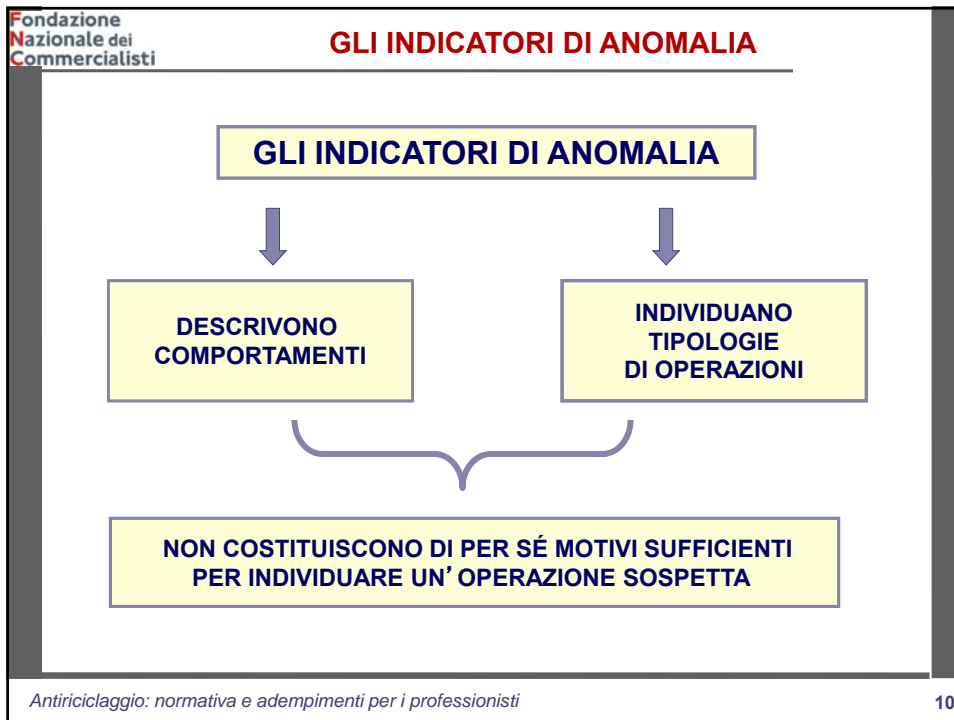 Fondazione
Nazionale dei
Commercialisti
GLI INDICATORI DI ANOMALIA
GLI INDICATORI DI ANOMALIA
DESCRIVONO
COMPORTAMENTI
INDIVIDUANO
TIPOLOGIE
DI OPERAZIONI
NON COSTITUISCONO DI PER SÉ MOTIVI SUFFICIENTI
PER INDIVIDUARE UN’ OPERAZIONE SOSPETTA
Antiriciclaggio: normativa e adempimenti per i professionisti
10